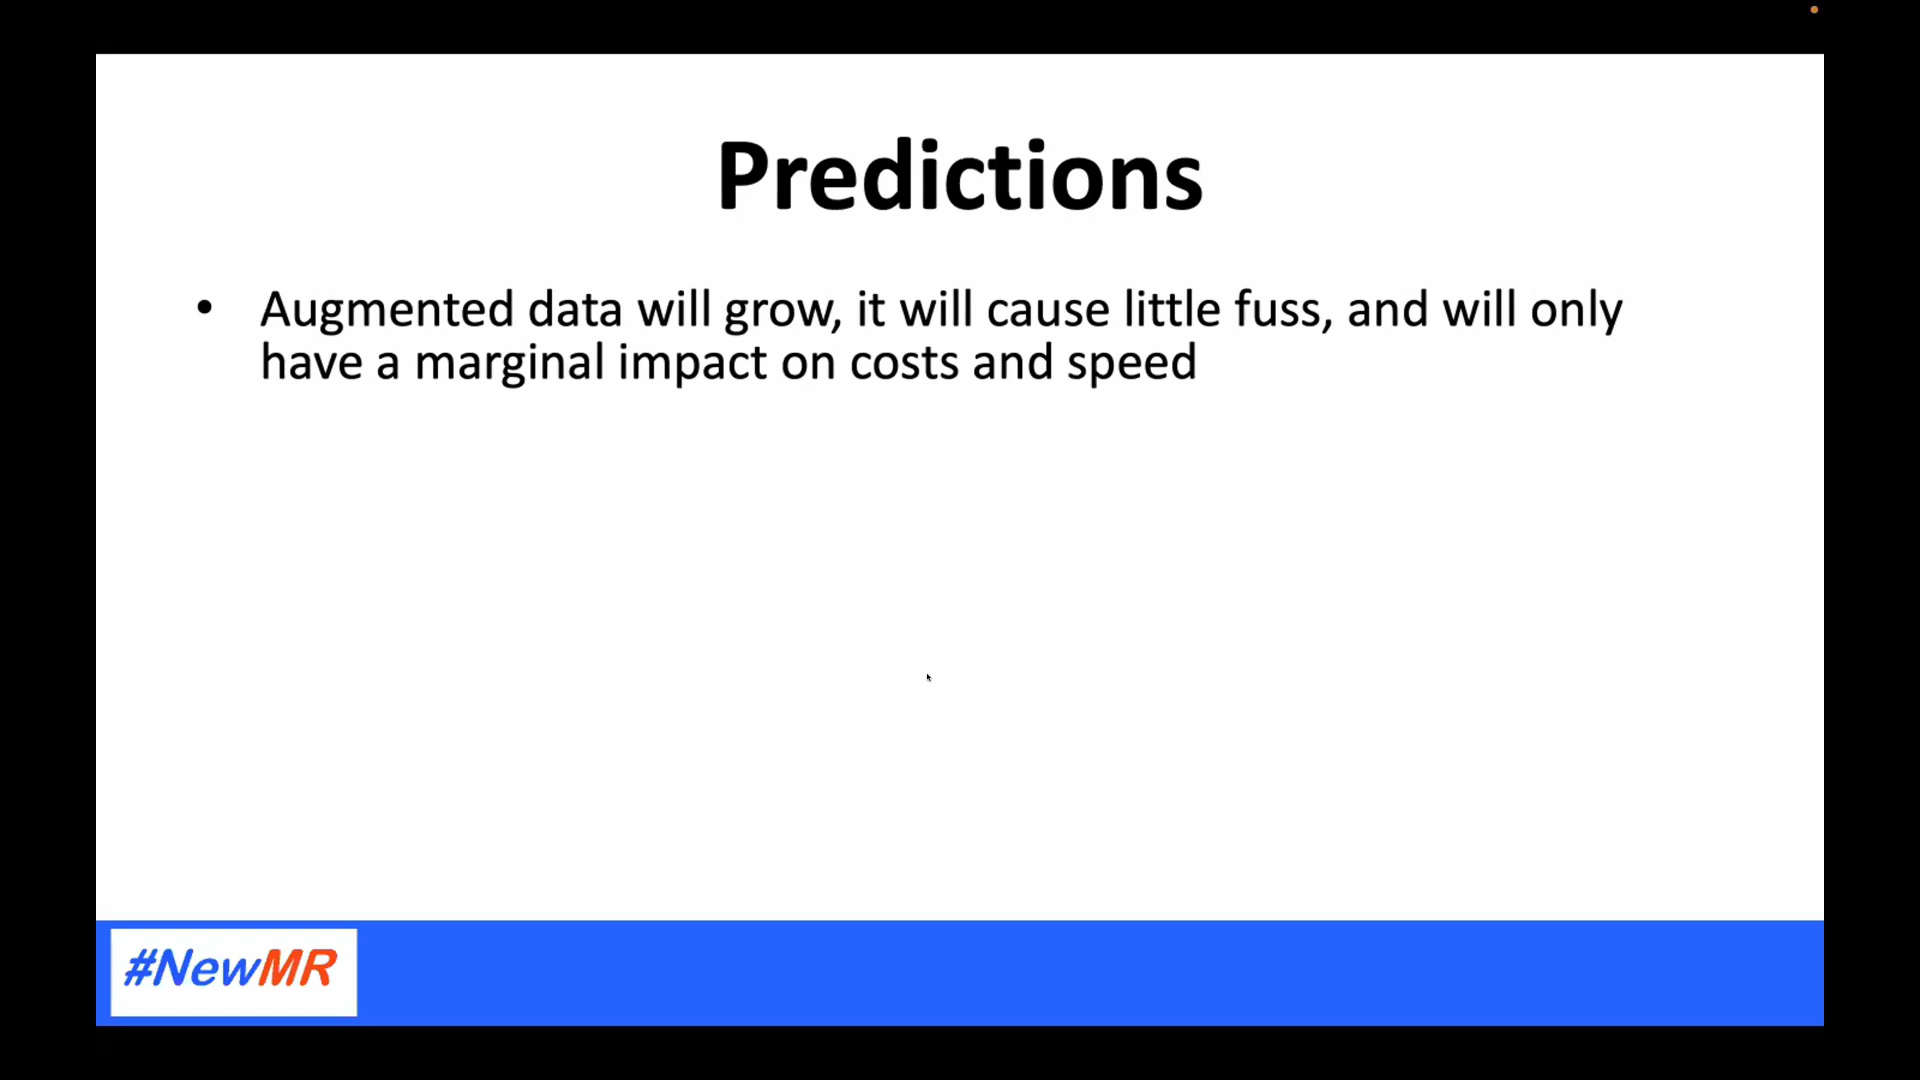 Predictions
• Augmented data will grow, it will cause little fuss, and will only
have a marginal impact on costs and speed
#NewMR